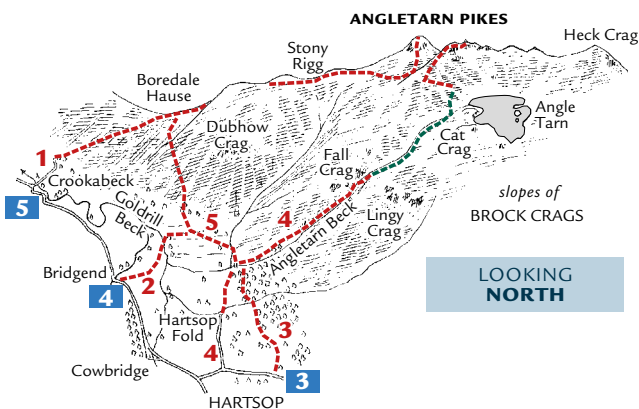 ANGLETARN PIKES
Heck Crag
Stony
Rigg
Boredale
Hause
Angle
Tarn
Dubhow
Crag
Cat
Crag
1
Fall
Crag
Crookabeck
slopes of
BROCK CRAGS
5
Goldrill
Beck
5
4
Angletarn Beck
Lingy
Crag
Bridgend
2
4
LOOKING
NORTH
Hartsop
Fold
3
4
Cowbridge
3
HARTSOP